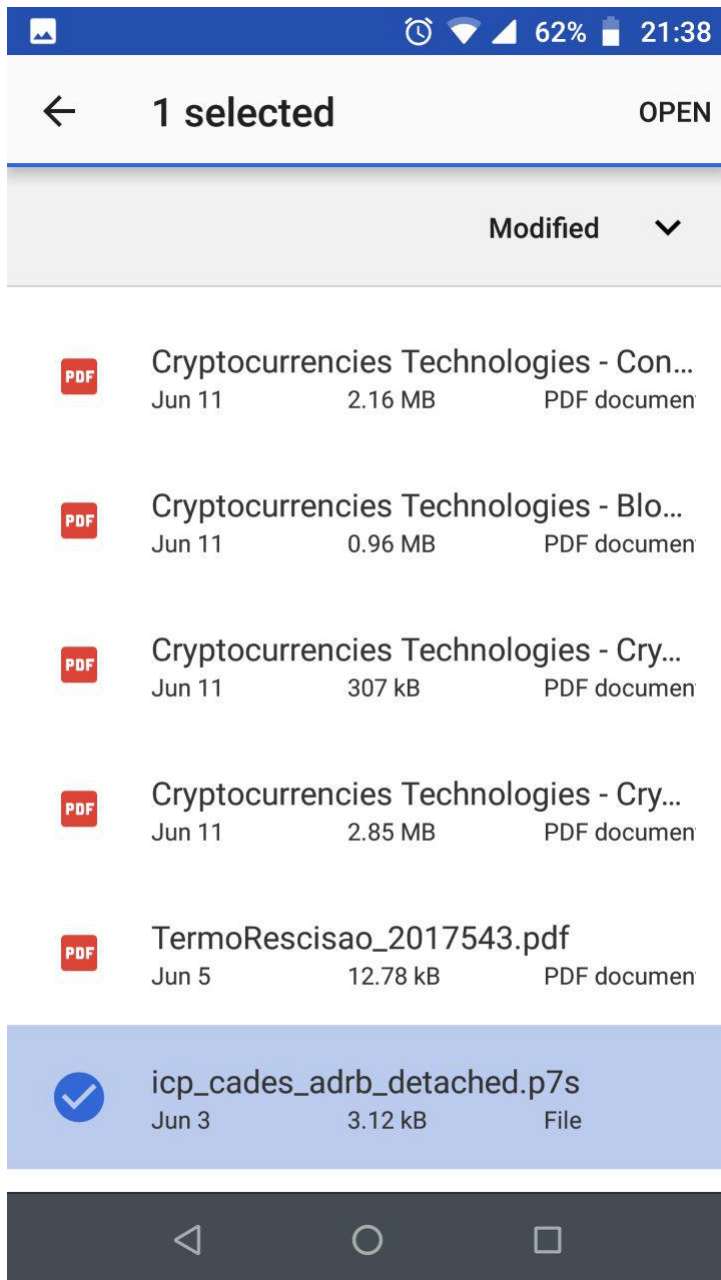 62% 21:38
1 selected OPEN
Modified
PDF Cryptocurrencies Technologies - Con...
Jun 11 2.16 MB PDF documen
PDF Cryptocurrencies Technologies - Blo...
Jun 11 0.96 MB PDF documen
PDF Cryptocurrencies Technologies - Cry...
Jun 11 307 kB PDF documen
PDF Cryptocurrencies Technologies - Cry...
Jun 11 2.85 MB PDF documen
PDF TermoRescisao_2017543.pdf
Jun 5 12.78 kB PDF documen
icp_cades_adrb_detached.p7s
Jun 3 3.12 kB File